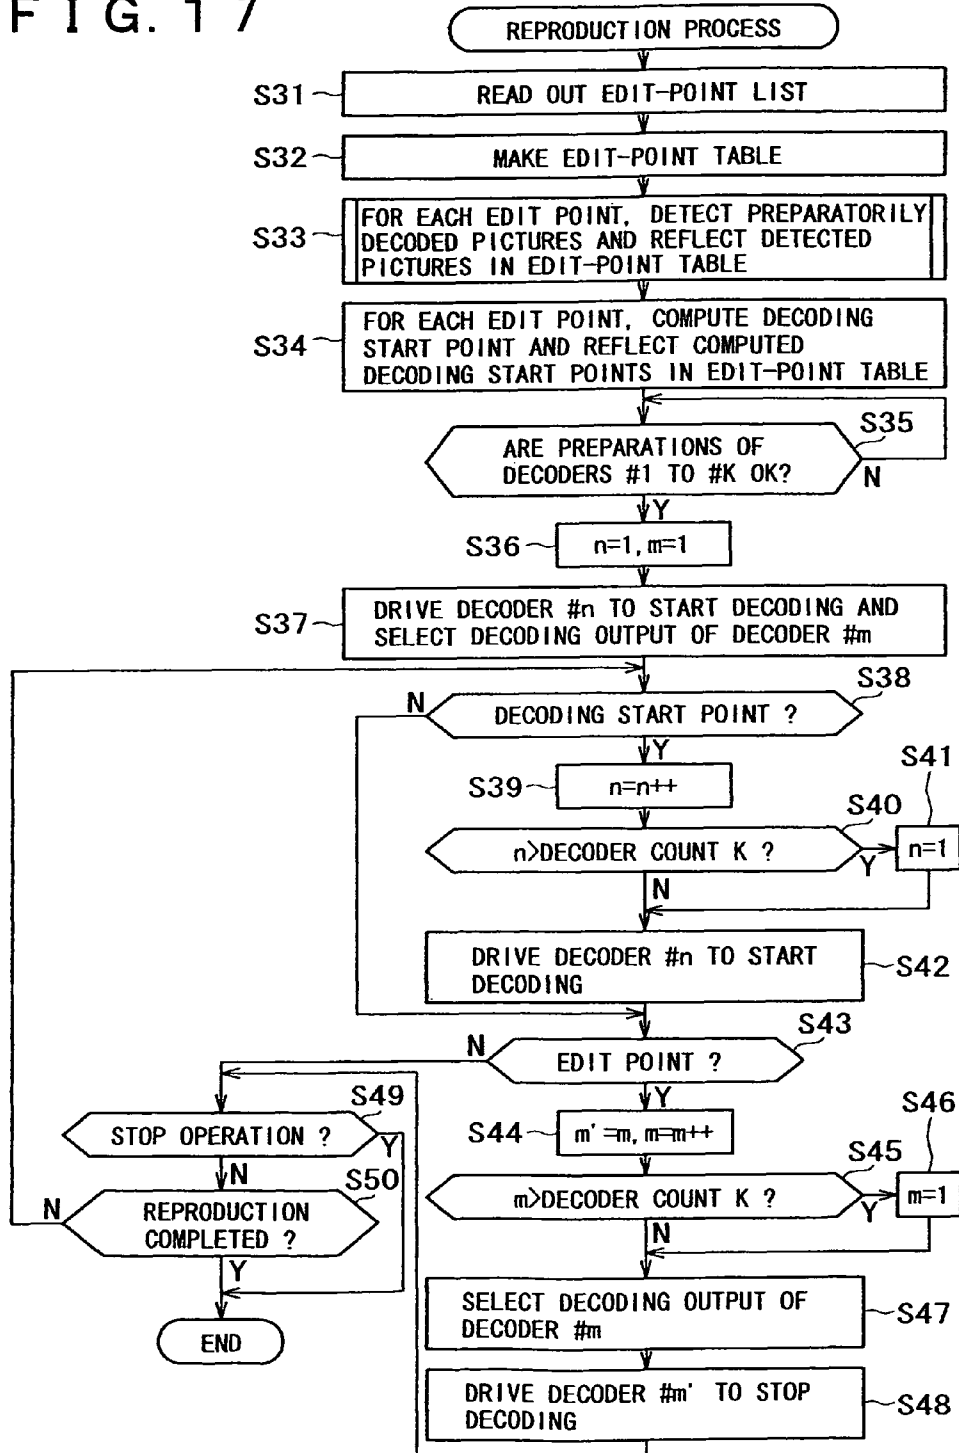 FIG. 17
REPRODUCTION PROCESS
S31
READ OUT EDIT-POINT LIST
S32
MAKE EDIT-POINT TABLE
S33
FOR EACH EDIT POINT, DETECT PREPARATORILY
DECODED PICTURES AND REFLECT DETECTED
PICTURES IN EDIT-POINT TABLE
S34
FOR EACH EDIT POINT, COMPUTE DECODING
START POINT AND REFLECT COMPUTED
DECODING START POINTS IN EDIT-POINT TABLE
S35
ARE PREPARATIONS OF
DECODERS #1 TO #K OK?
N
Y
S36
n=1, m=1
S37
DRIVE DECODER #n TO START DECODING AND
SELECT DECODING OUTPUT OF DECODER #m
S38
N
DECODING START POINT ?
Y
S39
n=n++
S40
S41
n>DECODER COUNT K ?
Y
n=1
N
DRIVE DECODER #n TO START
DECODING
S42
S43
N
EDIT POINT ?
Y
S44
m'=m, m=m++
S45
S46
m>DECODER COUNT K ?
Y
m=1
N
SELECT DECODING OUTPUT OF
DECODER #m
S47
DRIVE DECODER #m' TO STOP
DECODING
S48
S49
STOP OPERATION ?
Y
N
S50
N
REPRODUCTION
COMPLETED ?
Y
END